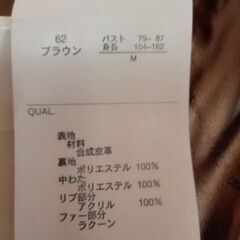 62 バスト 79~ 87
ブラウン 身長 154~162
M
QUAL.
表地
材料
合成皮革
裏地
ポリエステル 100%
中わた
ポリエステル 100%
リブ部分
アクリル 100%
ファー部分
ラクーン